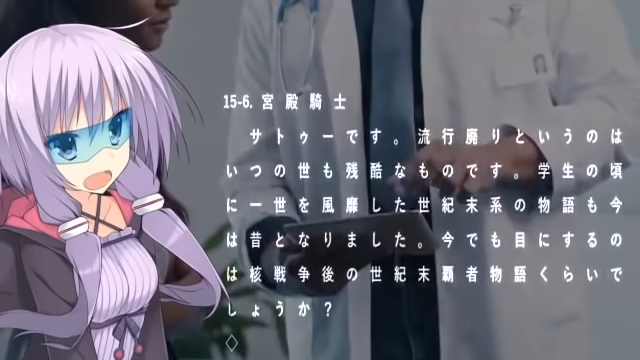 15-6. 宮殿騎士
サトゥーです。流行廃りというのは
いつの世も残酷なものです。学生の頃
に一世を風靡した世紀末系の物語も今
は昔となりました。今でも目にするの
は核戦争後の世紀末覇者物語くらいで
しょうか?